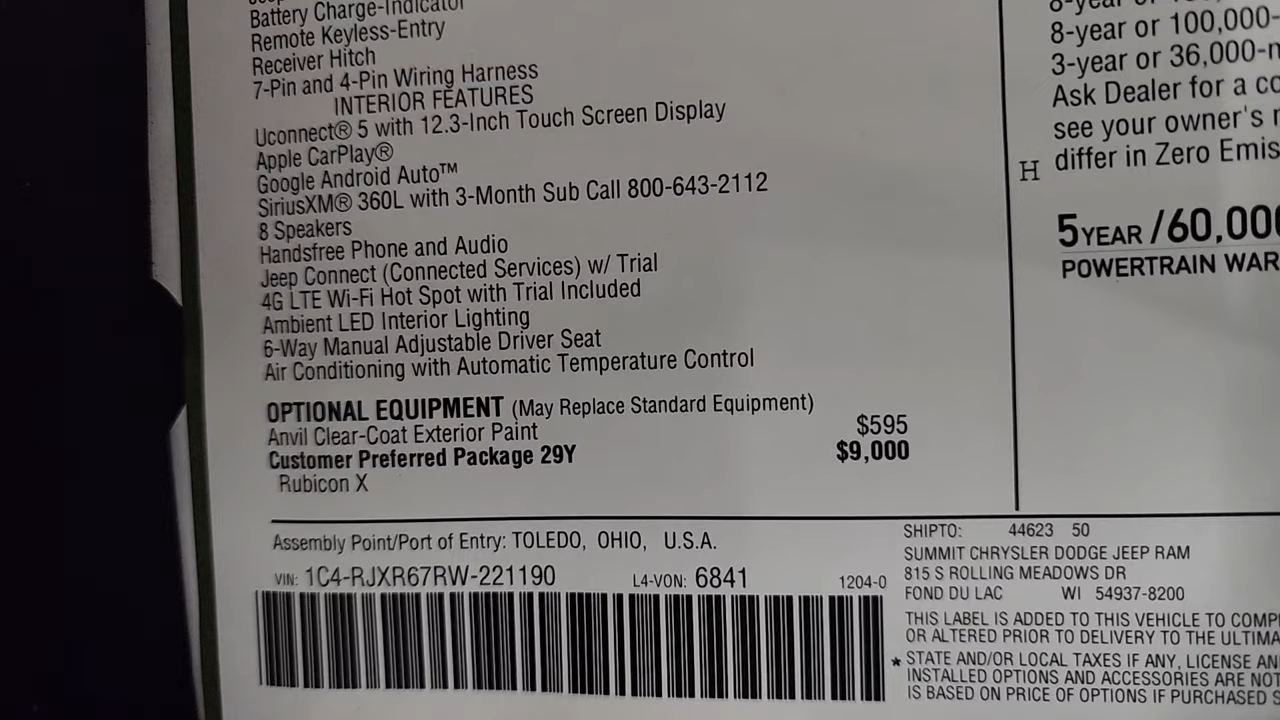 Battery Charge-Indicator
Remote Keyless-Entry
Receiver Hitch
7-Pin and 4-Pin Wiring Harness
INTERIOR FEATURES
Uconnect® 5 with 12.3-Inch Touch Screen Display
Apple CarPlay®
Google Android Auto™
SiriusXM® 360L with 3-Month Sub Call 800-643-2112
8 Speakers
Handsfree Phone and Audio
Jeep Connect (Connected Services) w/ Trial
4G LTE Wi-Fi Hot Spot with Trial Included
Ambient LED Interior Lighting
6-Way Manual Adjustable Driver Seat
Air Conditioning with Automatic Temperature Control
OPTIONAL EQUIPMENT (May Replace Standard Equipment)
Anvil Clear-Coat Exterior Paint $595
Customer Preferred Package 29Y $9,000
Rubicon X
8-year or 100,000-
3-year or 36,000-
Ask Dealer for a
see your owner's
H differ in Zero
5YEAR /60,000
POWERTRAIN
Assembly Point/Port of Entry: TOLEDO, OHIO, U.S.A.
VIN: 1C4-RJXR67RW-221190 L4-VON: 6841 1204-0
SHIPTO: 44623 50
SUMMIT CHRYSLER DODGE JEEP RAM
815 S ROLLING MEADOWS DR
FOND DU LAC WI 54937-8200
THIS LABEL IS ADDED TO THIS VEHICLE TO
OR ALTERED PRIOR TO DELIVERY TO THE
* STATE AND/OR LOCAL TAXES IF ANY, LICENSE
INSTALLED OPTIONS AND ACCESSORIES ARE NOT
IS BASED ON PRICE OF OPTIONS IF PURCHASED